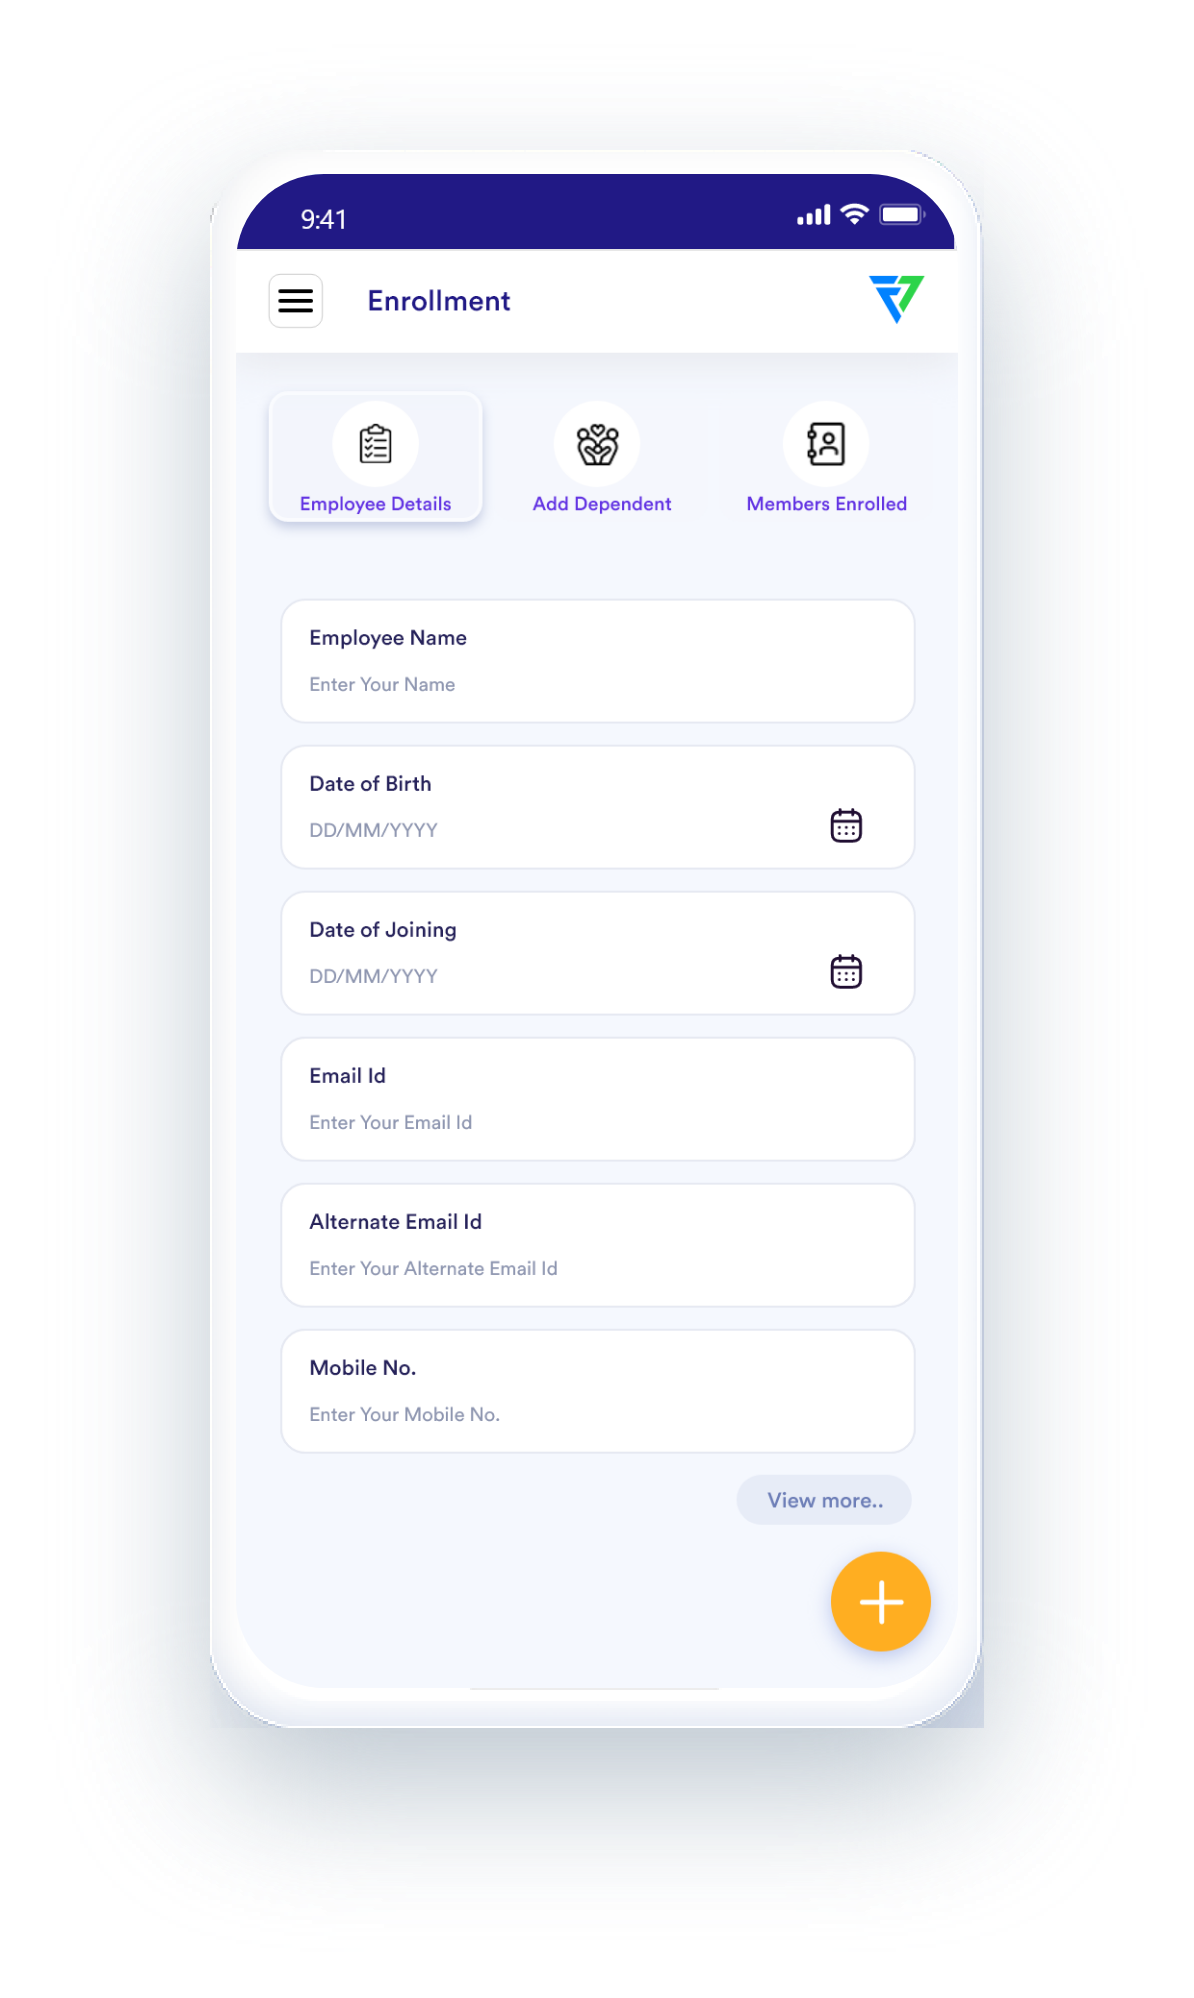 9:41
Enrollment
Employee Details
Add Dependent
Members Enrolled
Employee Name
Enter Your Name
Date of Birth
DD/MM/YYYY
Date of Joining
DD/MM/YYYY
Email Id
Enter Your Email Id
Alternate Email Id
Enter Your Alternate Email Id
Mobile No.
Enter Your Mobile No.
View more..